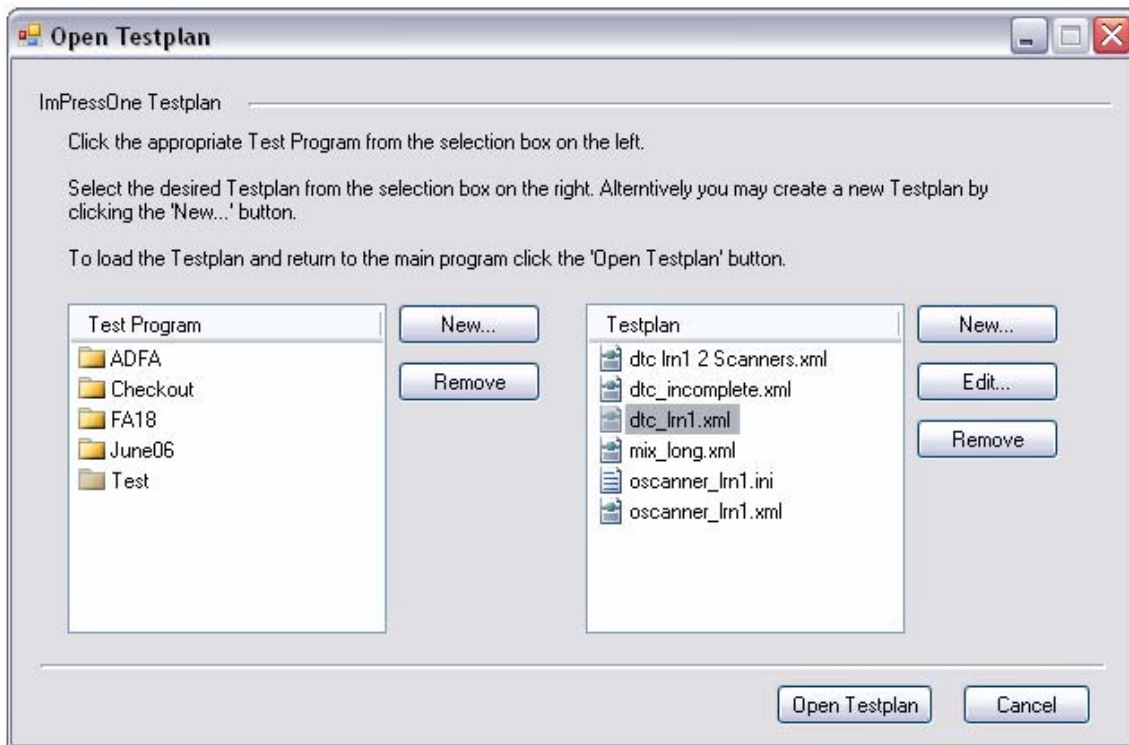 Open Testplan
ImPressOne Testplan
Click the appropriate Test Program from the selection box on the left.
Select the desired Testplan from the selection box on the right. Alterntively you may create a new Testplan by
clicking the 'New...' button.
To load the Testplan and return to the main program click the 'Open Testplan' button.
Test Program
ADFA
Checkout
FA18
June06
Test
New...
Remove
Testplan
dtc lrn1 2 Scanners.xml
dtc_incomplete.xml
dtc_lrn1.xml
mix_long.xml
oscanner_lrn1.ini
oscanner_lrn1.xml
New...
Edit...
Remove
Open Testplan
Cancel